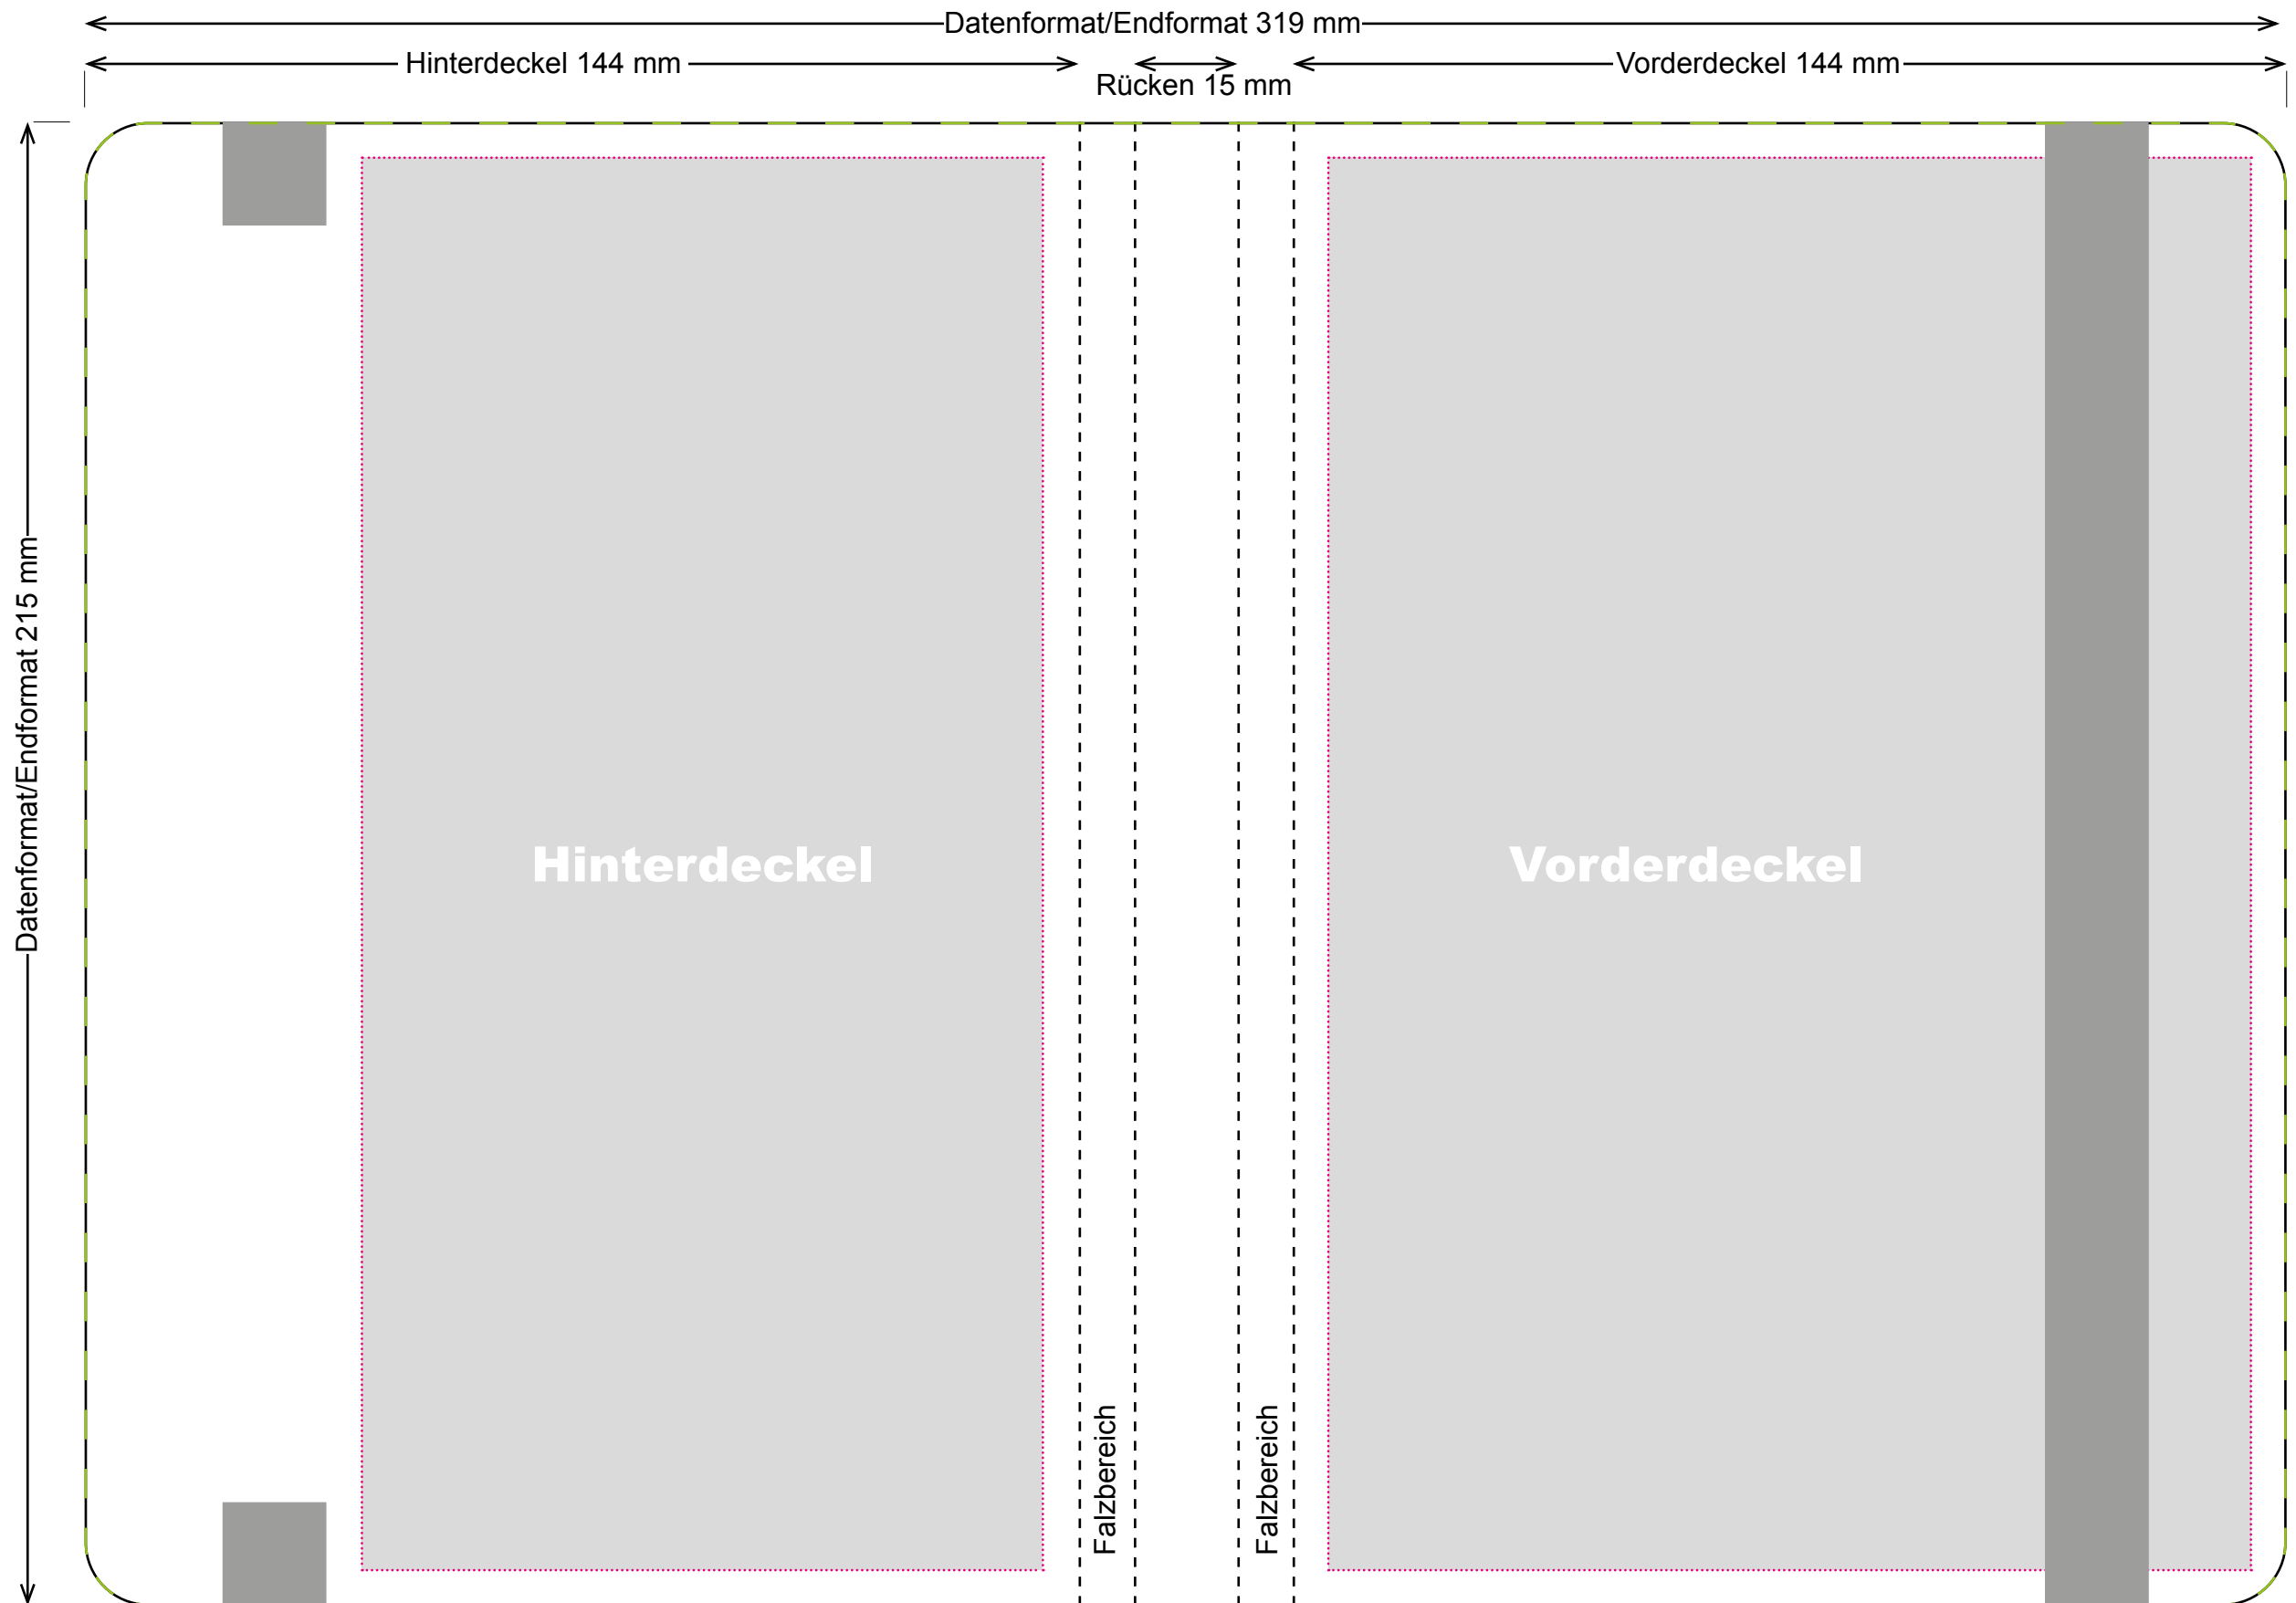 Datenformat/Endformat 319 mm
Hinterdeckel 144 mm
Rücken 15 mm
Vorderdeckel 144 mm
Datenformat/Endformat 215 mm
Hinterdeckel
Vorderdeckel
Falzbereich
Falzbereich